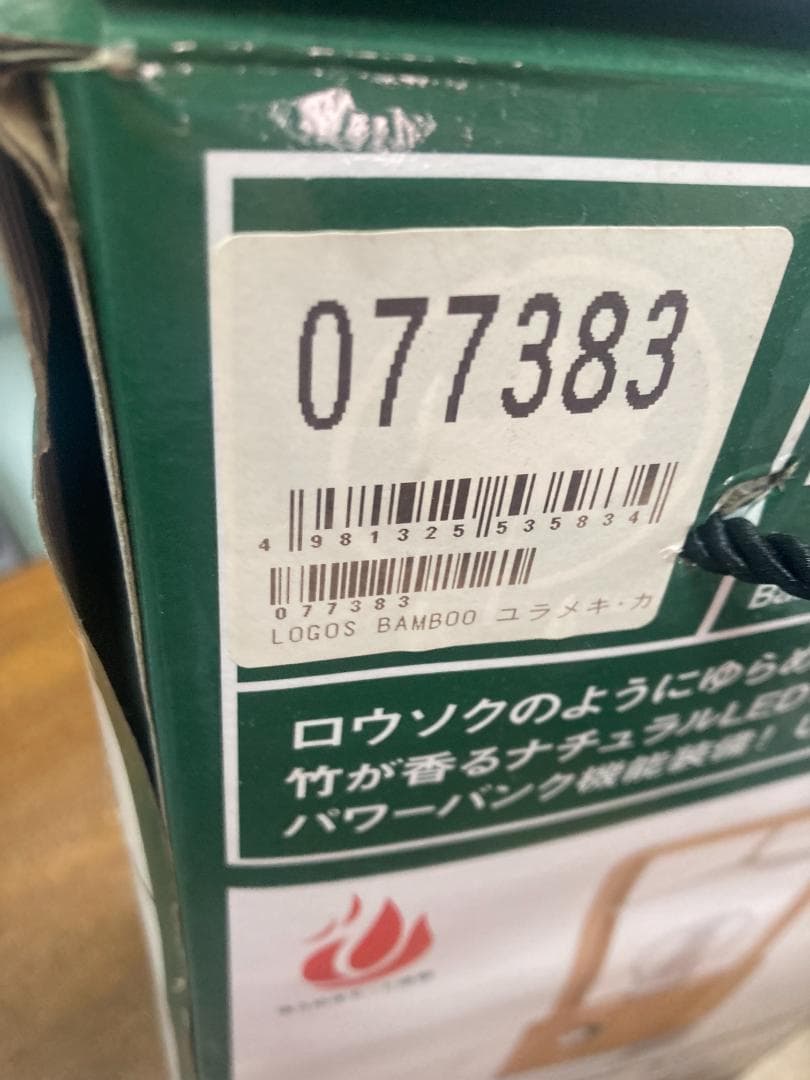 077383
4 981325 535834
077383
LOGOS BAMBOO ユラメキ・カ
Ba
ロウソクのようにゆらめ
竹が香るナチュラルLED
パワーバンク機能装備!